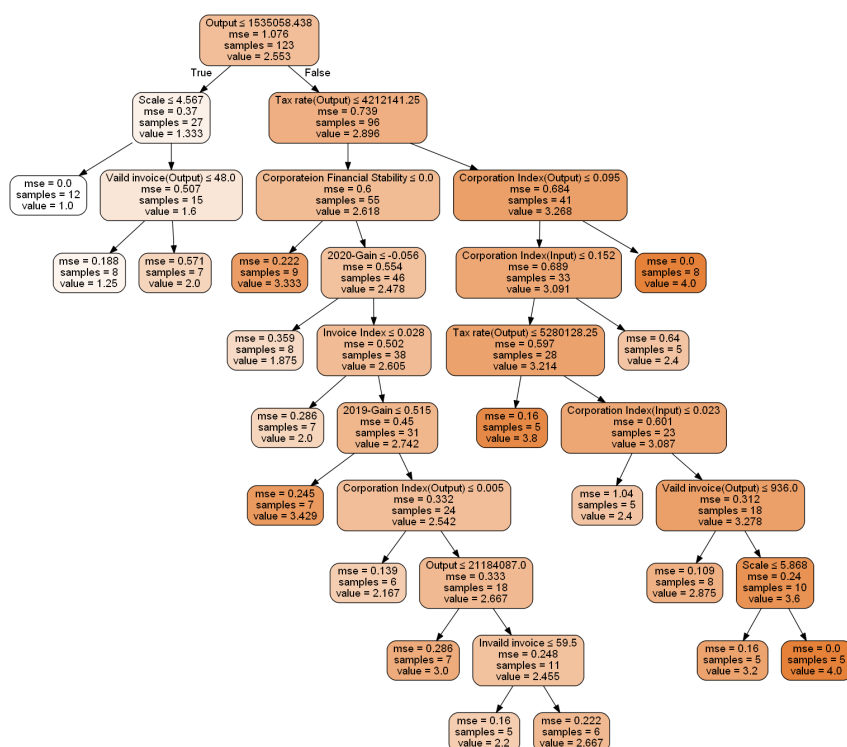 Output ≤ 1535058.438
mse = 1.076
samples = 123
value = 2.553
True
False
Scale ≤ 4.567
mse = 0.37
samples = 27
value = 1.333
Tax rate(Output) ≤ 4212141.25
mse = 0.739
samples = 96
value = 2.896
mse = 0.0
samples = 12
value = 1.0
Vaild invoice(Output) ≤ 48.0
mse = 0.507
samples = 15
value = 1.6
Corporateion Financial Stability ≤ 0.0
mse = 0.6
samples = 55
value = 2.618
Corporation Index(Output) ≤ 0.095
mse = 0.684
samples = 41
value = 3.268
mse = 0.188
samples = 8
value = 1.25
mse = 0.571
samples = 7
value = 2.0
mse = 0.222
samples = 9
value = 3.333
2020-Gain ≤ -0.056
mse = 0.554
samples = 46
value = 2.478
Corporation Index(Input) ≤ 0.152
mse = 0.689
samples = 33
value = 3.091
mse = 0.0
samples = 8
value = 4.0
mse = 0.359
samples = 8
value = 1.875
Invoice Index ≤ 0.028
mse = 0.502
samples = 38
value = 2.605
Tax rate(Output) ≤ 5280128.25
mse = 0.597
samples = 28
value = 3.214
mse = 0.64
samples = 5
value = 2.4
mse = 0.286
samples = 7
value = 2.0
2019-Gain ≤ 0.515
mse = 0.45
samples = 31
value = 2.742
mse = 0.16
samples = 5
value = 3.8
Corporation Index(Input) ≤ 0.023
mse = 0.601
samples = 23
value = 3.087
mse = 0.245
samples = 7
value = 3.429
Corporation Index(Output) ≤ 0.005
mse = 0.332
samples = 24
value = 2.542
mse = 1.04
samples = 5
value = 2.4
Vaild invoice(Output) ≤ 936.0
mse = 0.312
samples = 18
value = 3.278
mse = 0.139
samples = 6
value = 2.167
Output ≤ 21184087.0
mse = 0.333
samples = 18
value = 2.667
mse = 0.109
samples = 8
value = 2.875
Scale ≤ 5.868
mse = 0.24
samples = 10
value = 3.6
mse = 0.286
samples = 7
value = 3.0
Invaild invoice ≤ 59.5
mse = 0.248
samples = 11
value = 2.455
mse = 0.16
samples = 5
value = 3.2
mse = 0.0
samples = 5
value = 4.0
mse = 0.16
samples = 5
value = 2.2
mse = 0.222
samples = 6
value = 2.667